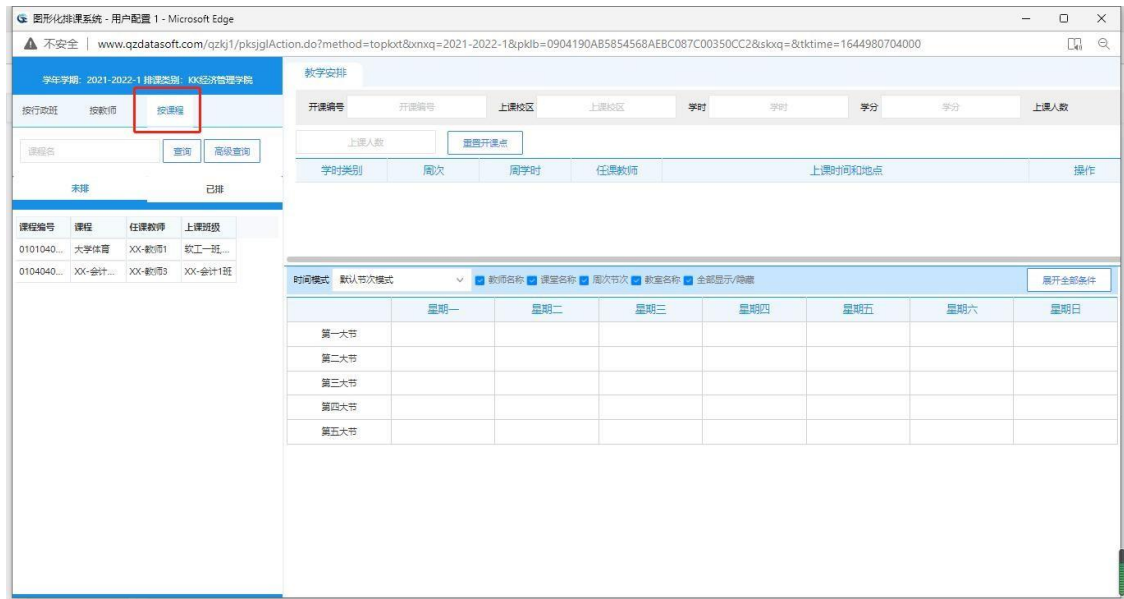 图形化排课系统 - 用户配置 1 - Microsoft Edge
不安全 | www.qzdatasoft.com/qzkj1/pksjglAction.do?method=topkxt&xnxq=2021-2022-1&pklb=0904190AB5854568AEBC087C00350CC2&skxq=&tktime=1644980704000
学年学期: 2021-2022-1 排课类别: KK经济管理学院
按行政班 按教师 按课程
课程名 查询 高级查询
未排 已排
课程编号 课程 任课教师 上课班级
0101040... 大学体育 XX-教师1 软工一班,...
0104040... XX-会计... XX-教师3 XX-会计1班
教学安排
开课编号 开课编号 上课校区 上课校区 学时 学时 学分 学分 上课人数
上课人数 重置开课点
学时类别 周次 周学时 任课教师 上课时间和地点 操作
时间模式 默认节次模式 教师名称 课堂名称 周次节次 教室名称 全部显示/隐藏 展开全部条件
星期一 星期二 星期三 星期四 星期五 星期六 星期日
第一大节
第二大节
第三大节
第四大节
第五大节